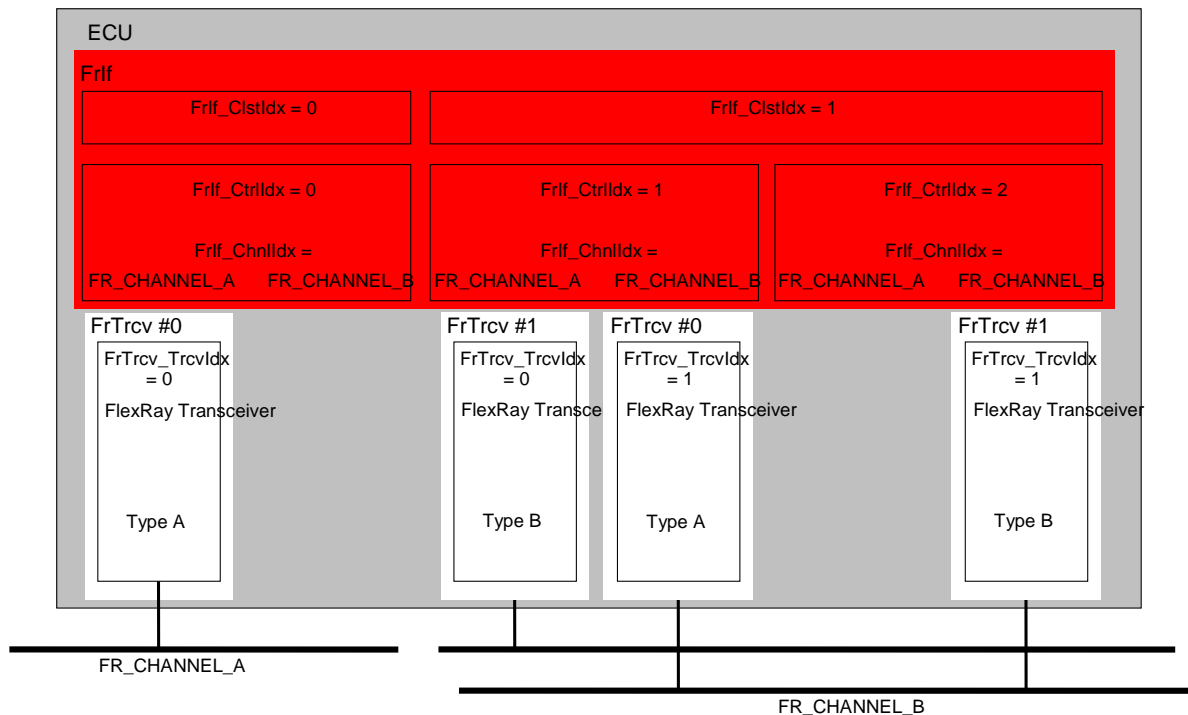 ECU
FrIf
FrIf_ClstIdx = 0
FrIf_ClstIdx = 1
FrIf_CtrlIdx = 0
FrIf_CtrlIdx = 1
FrIf_CtrlIdx = 2
FrIf_ChnlIdx =
FrIf_ChnlIdx =
FrIf_ChnlIdx =
FR_CHANNEL_A
FR_CHANNEL_B
FR_CHANNEL_A
FR_CHANNEL_B
FR_CHANNEL_A
FR_CHANNEL_B
FrTrcv #0
FrTrcv_TrcvIdx
= 0
FlexRay Transceiver
Type A
FrTrcv #1
FrTrcv_TrcvIdx
= 0
FlexRay Transce
Type B
FrTrcv #0
FrTrcv_TrcvIdx
= 1
FlexRay Transceiver
Type A
FrTrcv #1
FrTrcv_TrcvIdx
= 1
FlexRay Transceiver
Type B
FR_CHANNEL_A
FR_CHANNEL_B